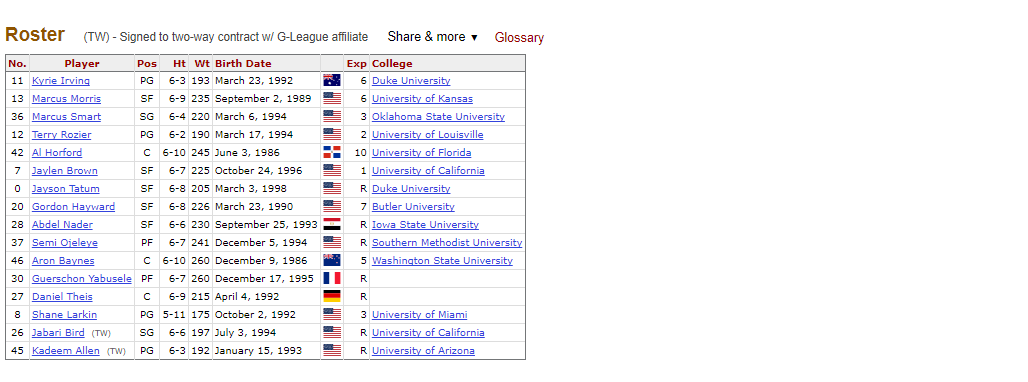 Roster (TW) - Signed to two-way contract w/ G-League affiliate Share & more ▼ Glossary
No. Player Pos Ht Wt Birth Date Exp College
11 Kyrie Irving PG 6-3 193 March 23, 1992 6 Duke University
13 Marcus Morris SF 6-9 235 September 2, 1989 6 University of Kansas
36 Marcus Smart SG 6-4 220 March 6, 1994 3 Oklahoma State University
12 Terry Rozier PG 6-2 190 March 17, 1994 2 University of Louisville
42 Al Horford C 6-10 245 June 3, 1986 10 University of Florida
7 Jaylen Brown SF 6-7 225 October 24, 1996 1 University of California
0 Jayson Tatum SF 6-8 205 March 3, 1998 R Duke University
20 Gordon Hayward SF 6-8 226 March 23, 1990 7 Butler University
28 Abdel Nader SF 6-6 230 September 25, 1993 R Iowa State University
37 Semi Ojeleye PF 6-7 241 December 5, 1994 R Southern Methodist University
46 Aron Baynes C 6-10 260 December 9, 1986 5 Washington State University
30 Guerschon Yabusele PF 6-7 260 December 17, 1995 R
27 Daniel Theis C 6-9 215 April 4, 1992 R
8 Shane Larkin PG 5-11 175 October 2, 1992 3 University of Miami
26 Jabari Bird (TW) SG 6-6 197 July 3, 1994 R University of California
45 Kadeem Allen (TW) PG 6-3 192 January 15, 1993 R University of Arizona